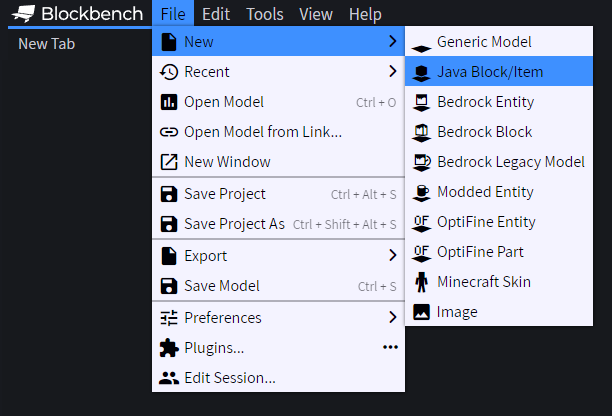 Blockbench File Edit Tools View Help
New Tab
New
Recent
Open Model Ctrl + O
Open Model from Link...
New Window
Save Project Ctrl + Alt + S
Save Project As Ctrl + Shift + Alt + S
Export
Save Model Ctrl + S
Preferences
Plugins...
Edit Session...
Generic Model
Java Block/Item
Bedrock Entity
Bedrock Block
Bedrock Legacy Model
Modded Entity
OF OptiFine Entity
OF OptiFine Part
Minecraft Skin
Image